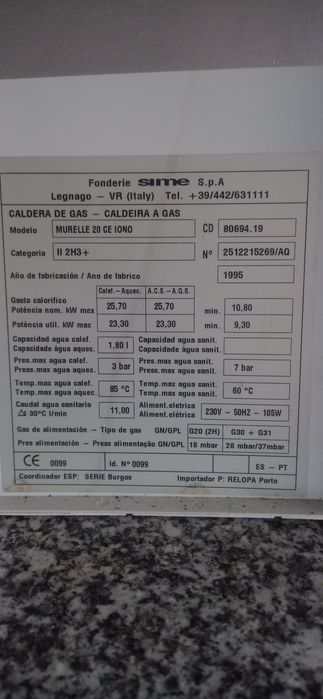 Fonderie sime S.p.A
Legnago – VR (Italy) Tel. +39/442/631111
CALDERA DE GAS – CALDEIRA A GAS
Modelo MURELLE 20 CE IONO CD 80694.19
Categoria II 2H3+ N° 2512215269/AQ
Año de fabricación / Ano de fabrico 1995
Calef.–Aquec. A.C.S.–A.Q.S.
Gasto calorifico
Potência nom. kW max 25,70 25,70 min. 10,80
Potência util. kW max 23,30 23,30 min. 9,30
Capacidad agua calef. Capacidad agua sanit.
Capacidade água aquec. 1,80 l Capacidade água sanit.
Pres.max agua calef. Pres.max agua sanit.
Press.max água aquec. 3 bar Press.max água sanit. 7 bar
Temp.max agua calef. Temp.max agua sanit.
Temp.max água aquec. 85 °C Temp.max água sanit. 60 °C
Caudal agua sanitaria Aliment.eletrica
Δt 30°C l/min 11,00 Aliment.elétrica 230V – 50HZ – 105W
Gas de alimentación – Tipo de gas GN/GPL G20 (2H) G30 + G31
Pres alimentación – Press alimentação GN/GPL 18 mbar 28 mbar/37mbar
CE 0099 Id. N° 0099 ES – PT
Coordinador ESP: SERIE Burgos Importador P: RELOPA Porto